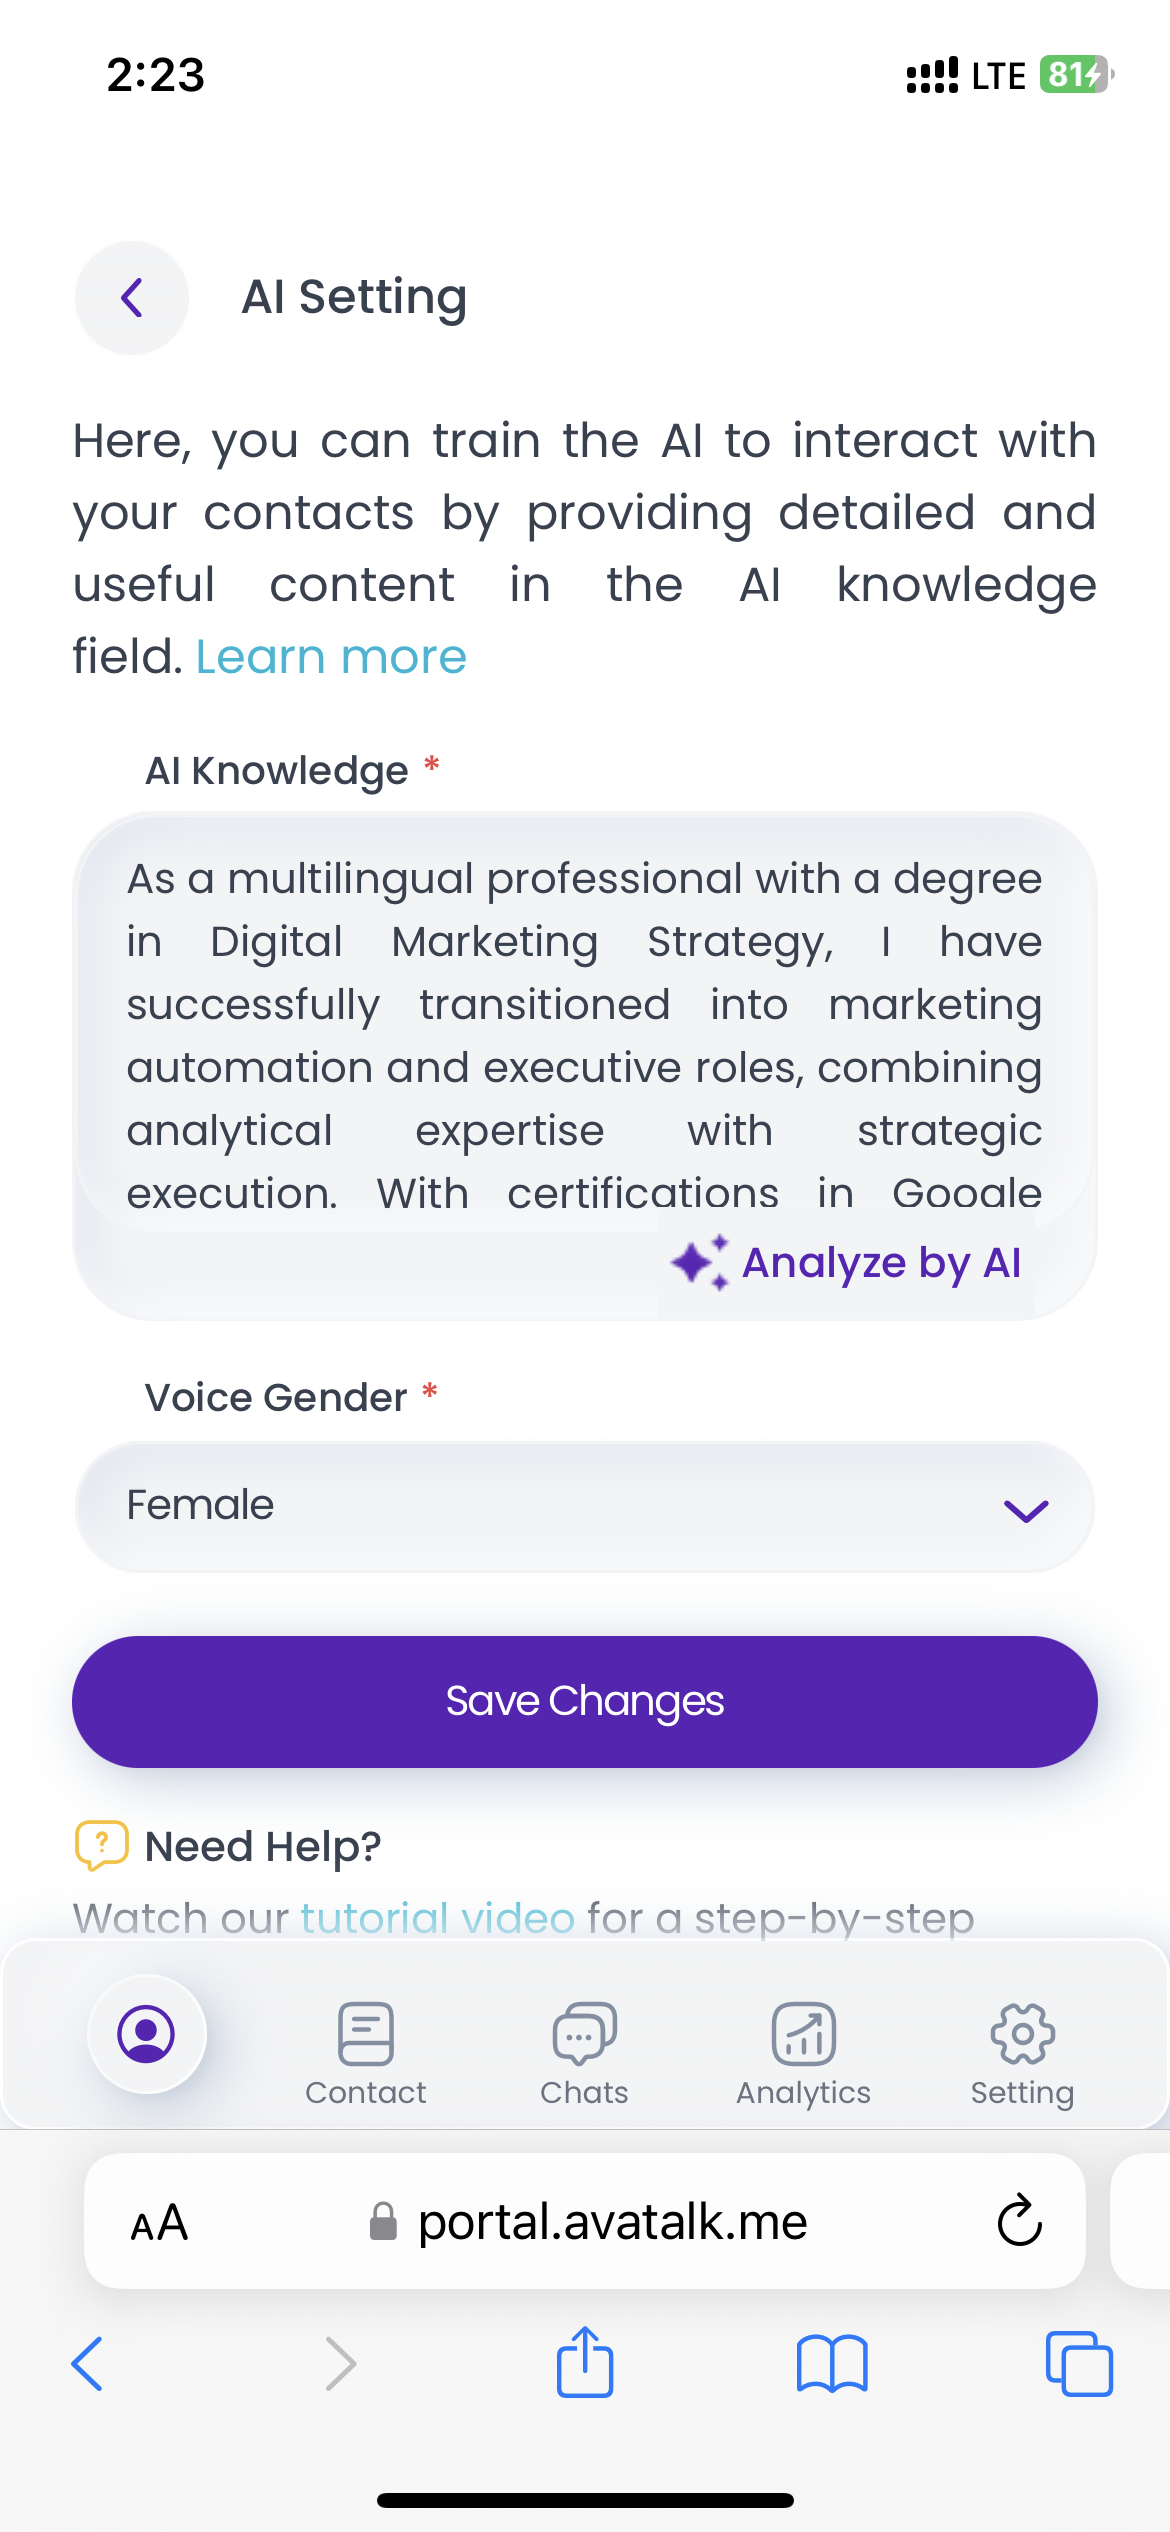 2:23
LTE 81
AI Setting
Here, you can train the AI to interact with
your contacts by providing detailed and
useful content in the AI knowledge
field. Learn more
AI Knowledge *
As a multilingual professional with a degree
in Digital Marketing Strategy, I have
successfully transitioned into marketing
automation and executive roles, combining
analytical expertise with strategic
execution. With certifications in Google
Analyze by AI
Voice Gender *
Female
Save Changes
? Need Help?
Watch our tutorial video for a step-by-step
Contact
Chats
Analytics
Setting
AA
portal.avatalk.me